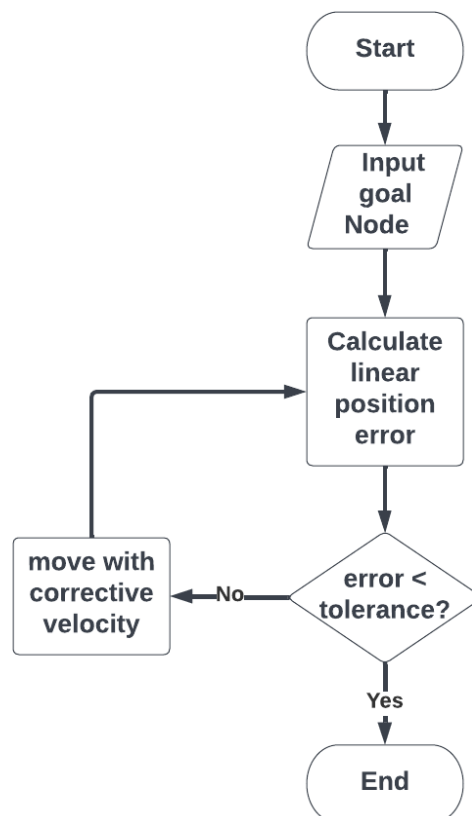 Start
Input
goal
Node
Calculate
linear
position
error
error <
tolerance?
No
move with
corrective
velocity
Yes
End